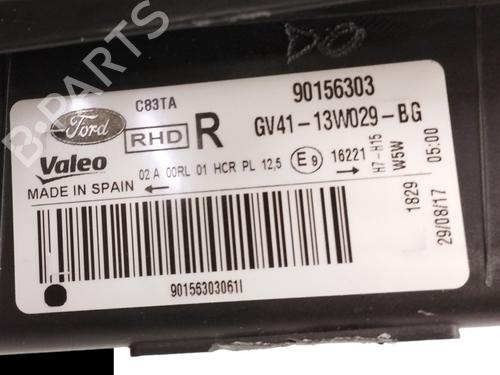 C83TA
90156303
Ford
RHD R
GV41-13W029-BG
Valeo
02 A 00RL 01 HCR PL 12,5 E9 16221
H7-H15
W5W
1829
05:00
29/08/17
MADE IN SPAIN
90156303061I
B-PARTS